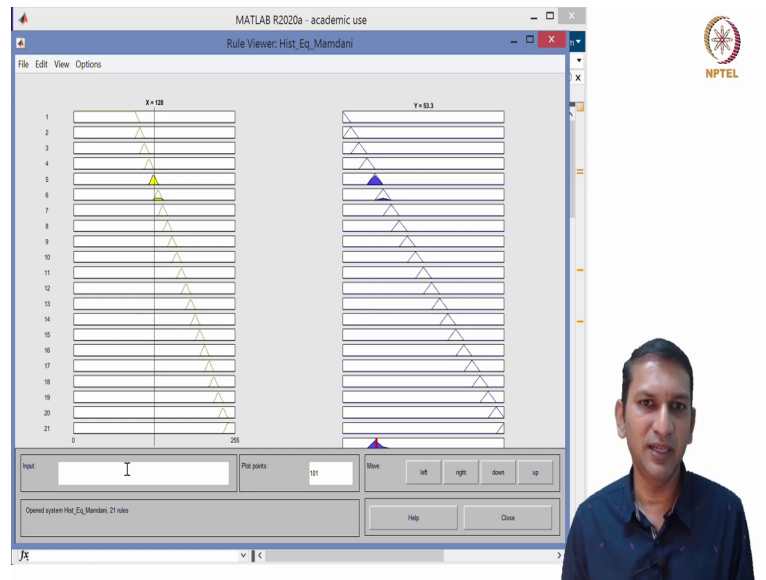 MATLAB R2020a - academic use
Rule Viewer: Hist_Eq_Mamdani
File Edit View Options
X = 128
Y = 53.3
1
2
3
4
5
6
7
8
9
10
11
12
13
14
15
16
17
18
19
20
21
0
255
Input:
Plot points:
101
Move:
left
right
down
up
Opened system Hist_Eq_Mamdani, 21 rules
Help
Close
fx
NPTEL